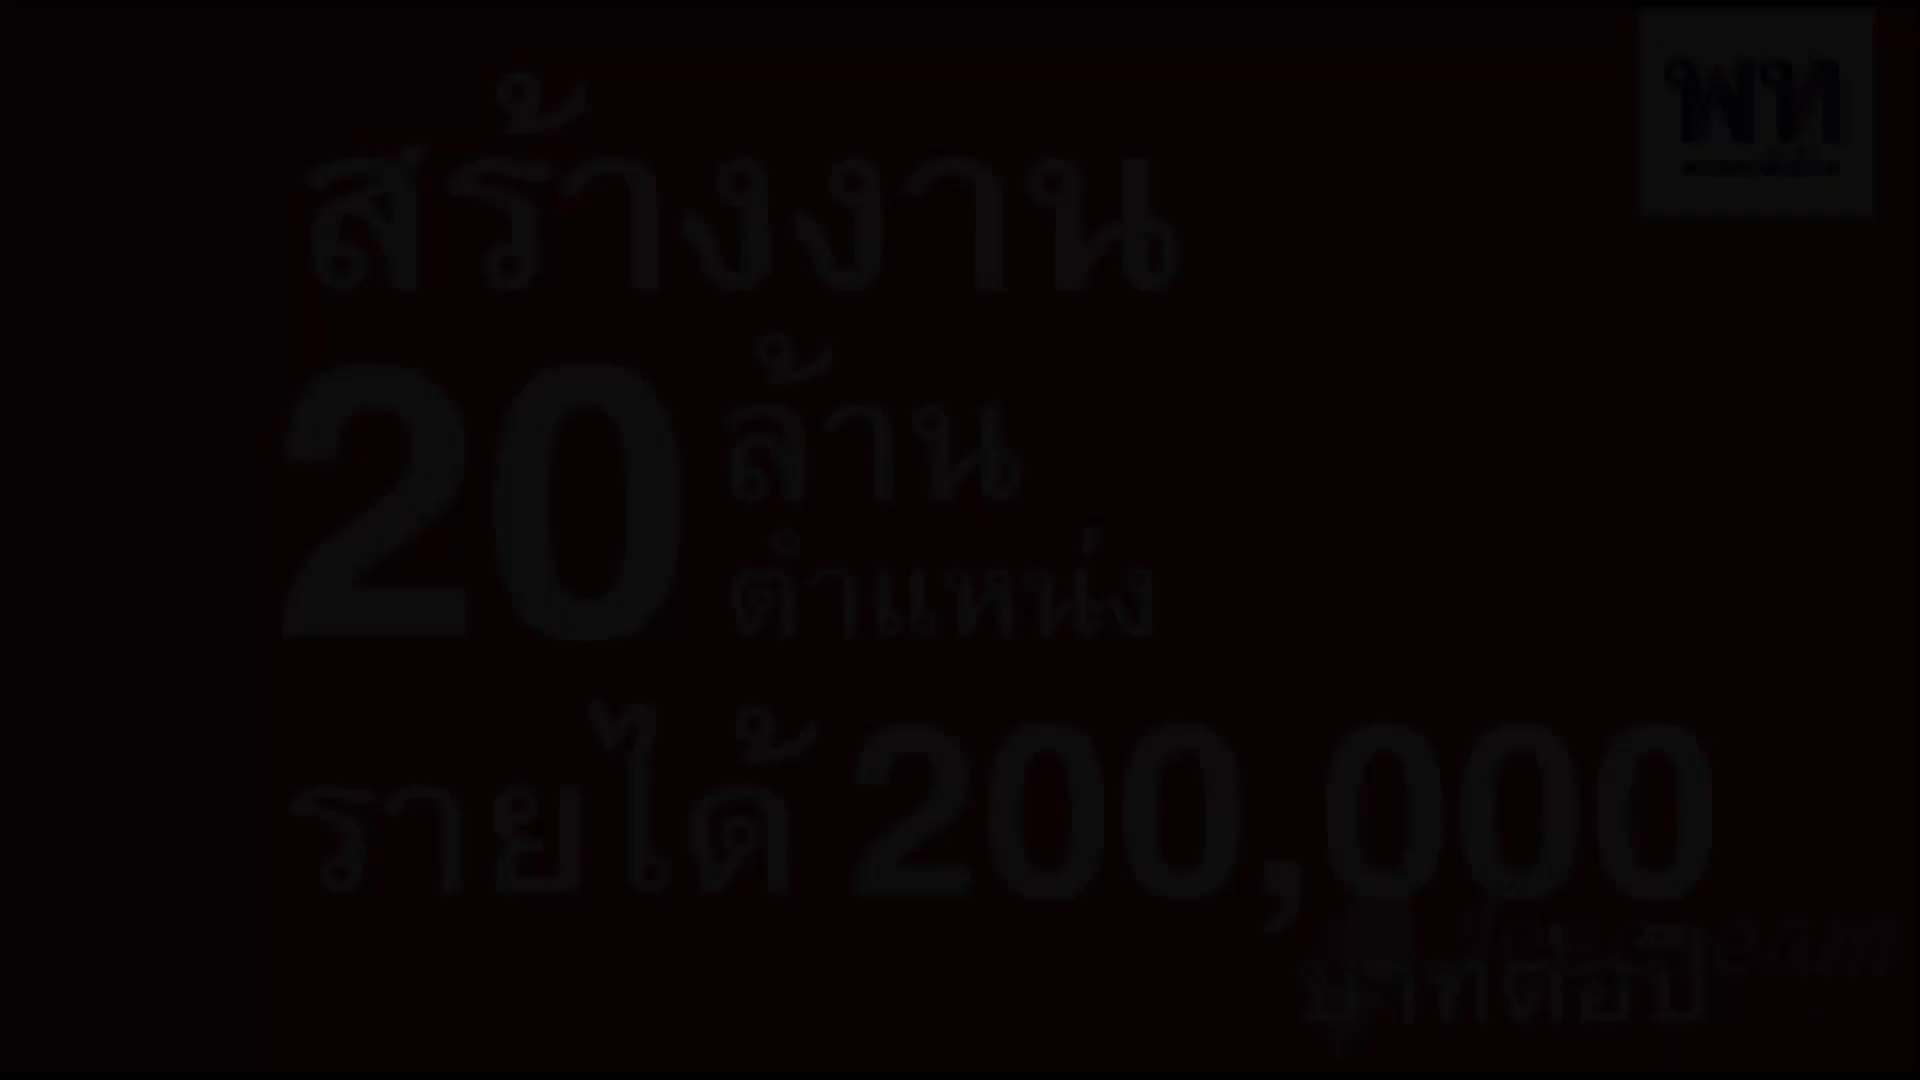 พท
สร้างงาน
20 ล้าน
ตำแหน่ง
รายได้ 200,000
บาทต่อปี